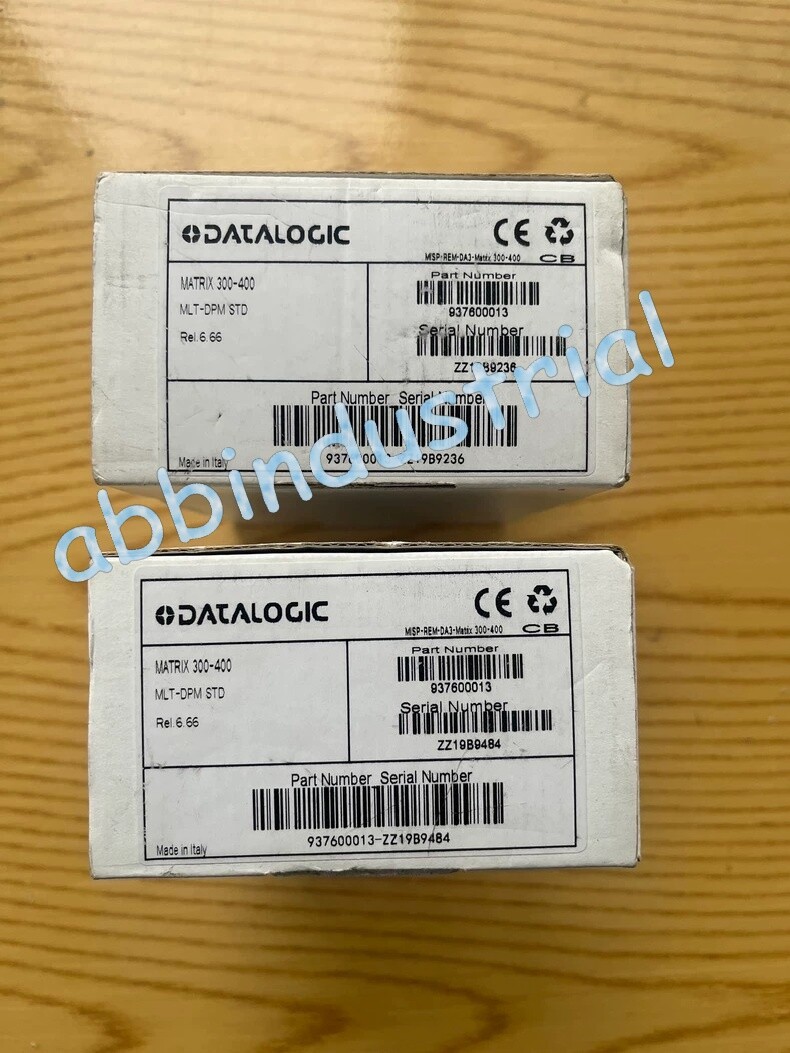 DATALOGIC
CE
MISP-REM-DA3-Matrix 300-400 CB
MATRIX 300-400
MLT-DPM STD
Rel.6.66
Part Number
937600013
Serial Number
Part Number Serial Number
Made in Italy
abbindustrial
DATALOGIC
CE
MISP-REM-DA3-Matrix 300-400 CB
MATRIX 300-400
MLT-DPM STD
Rel.6.66
Part Number
937600013
Serial Number
ZZ19B9484
Part Number Serial Number
937600013-ZZ19B9484
Made in Italy